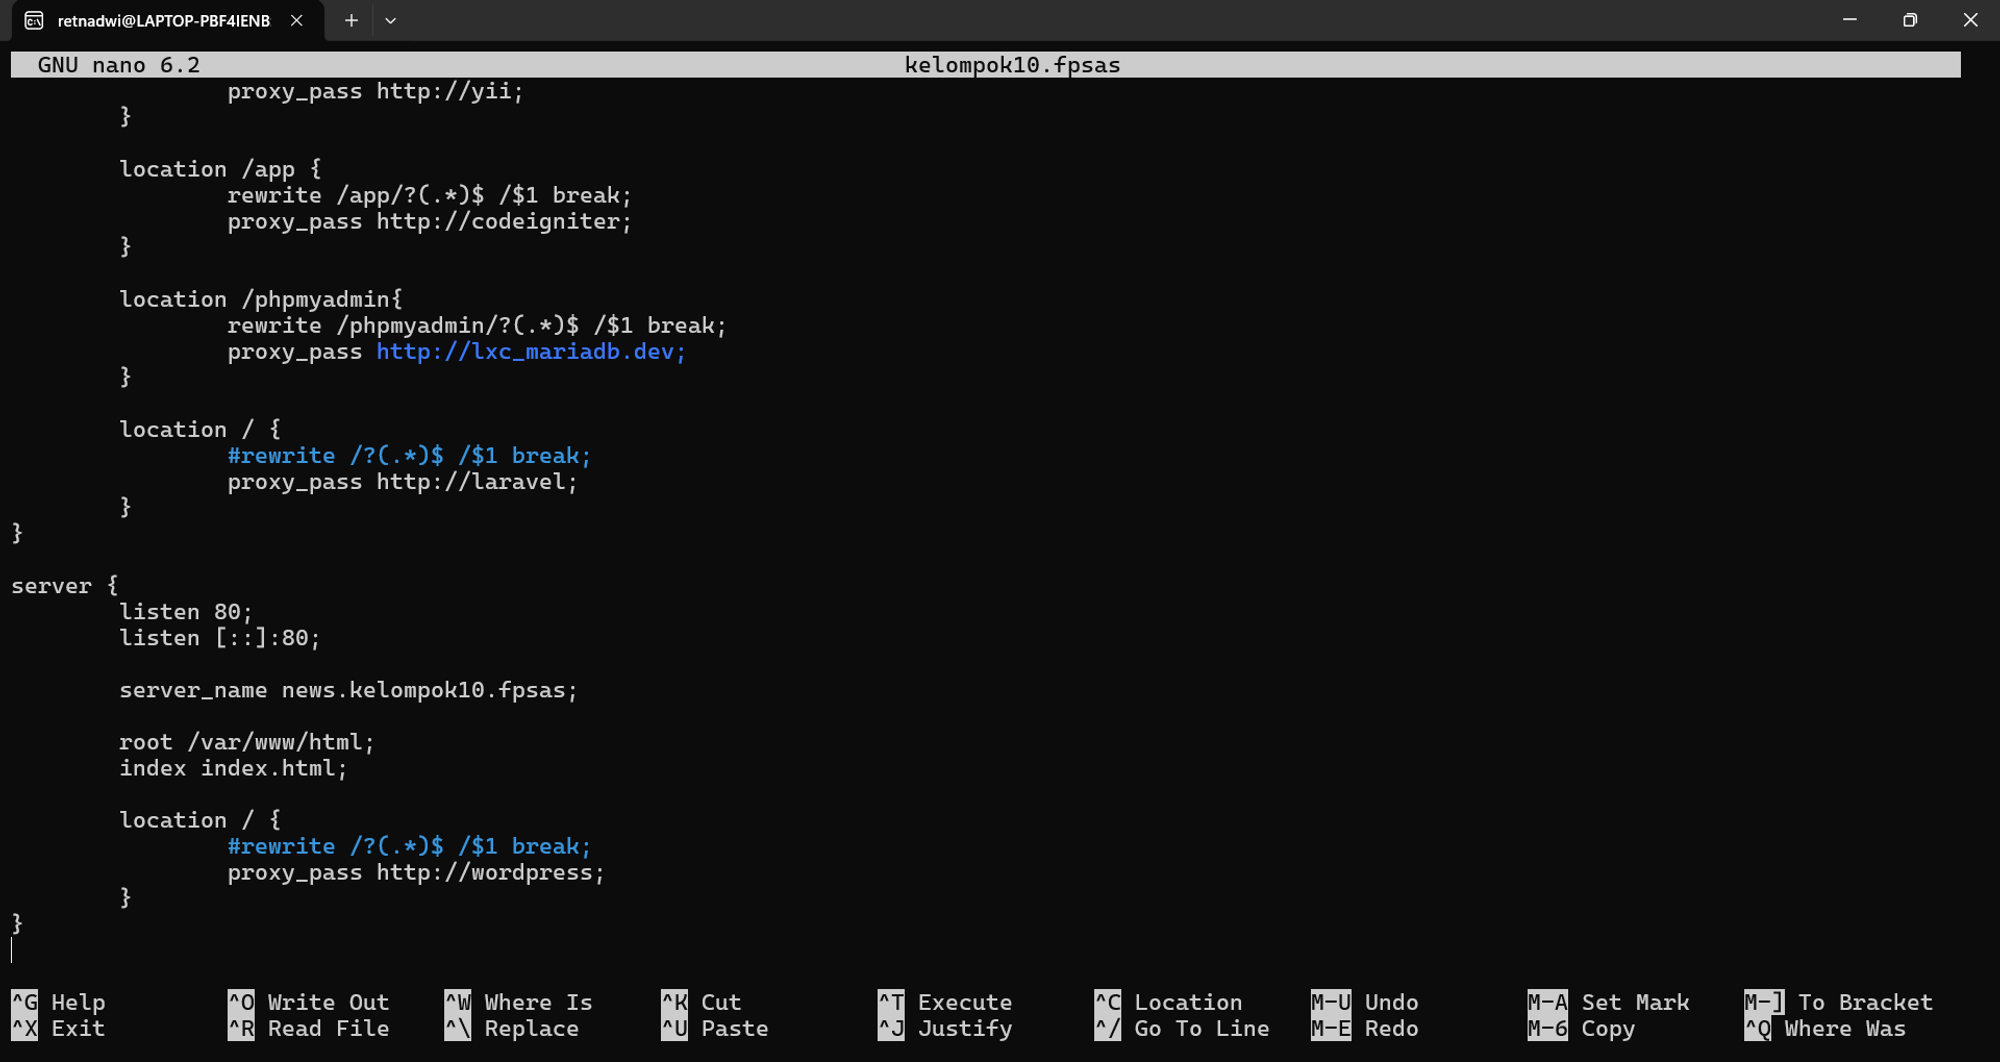 retnadwi@LAPTOP-PBF4IENB
GNU nano 6.2 kelompok10.fpsas
proxy_pass http://yii;
}
location /app {
rewrite /app/?(.*)$ /$1 break;
proxy_pass http://codeigniter;
}
location /phpmyadmin{
rewrite /phpmyadmin/?(.*)$ /$1 break;
proxy_pass http://lxc_mariadb.dev;
}
location / {
#rewrite /?(.*)$ /$1 break;
proxy_pass http://laravel;
}
}
server {
listen 80;
listen [::]:80;
server_name news.kelompok10.fpsas;
root /var/www/html;
index index.html;
location / {
#rewrite /?(.*)$ /$1 break;
proxy_pass http://wordpress;
}
}
^G Help ^O Write Out ^W Where Is ^K Cut ^T Execute ^C Location M-U Undo M-A Set Mark M-] To Bracket
^X Exit ^R Read File ^\ Replace ^U Paste ^J Justify ^/ Go To Line M-E Redo M-6 Copy ^Q Where Was